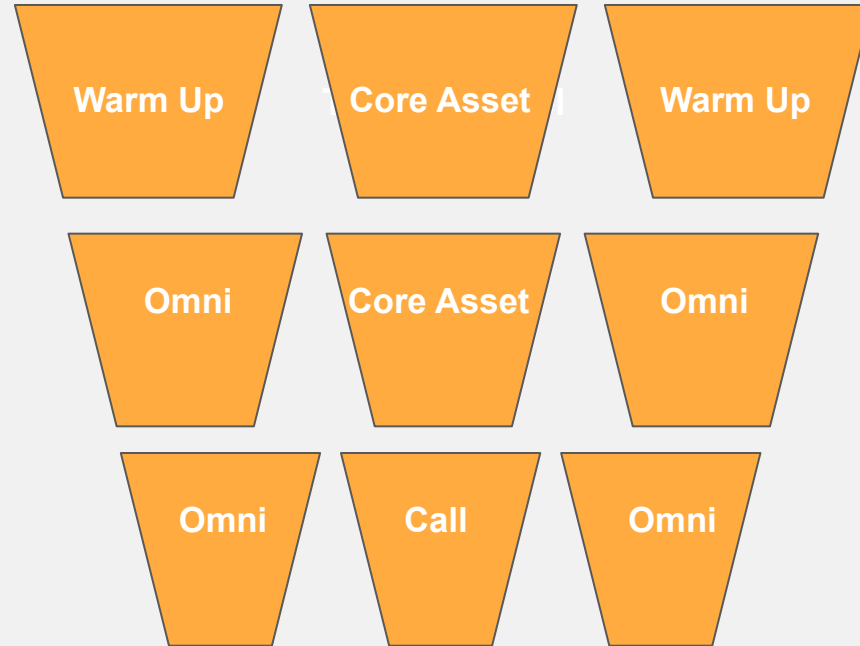 Warm Up
Core Asset
Warm Up
Omni
Core Asset
Omni
Omni
Call
Omni